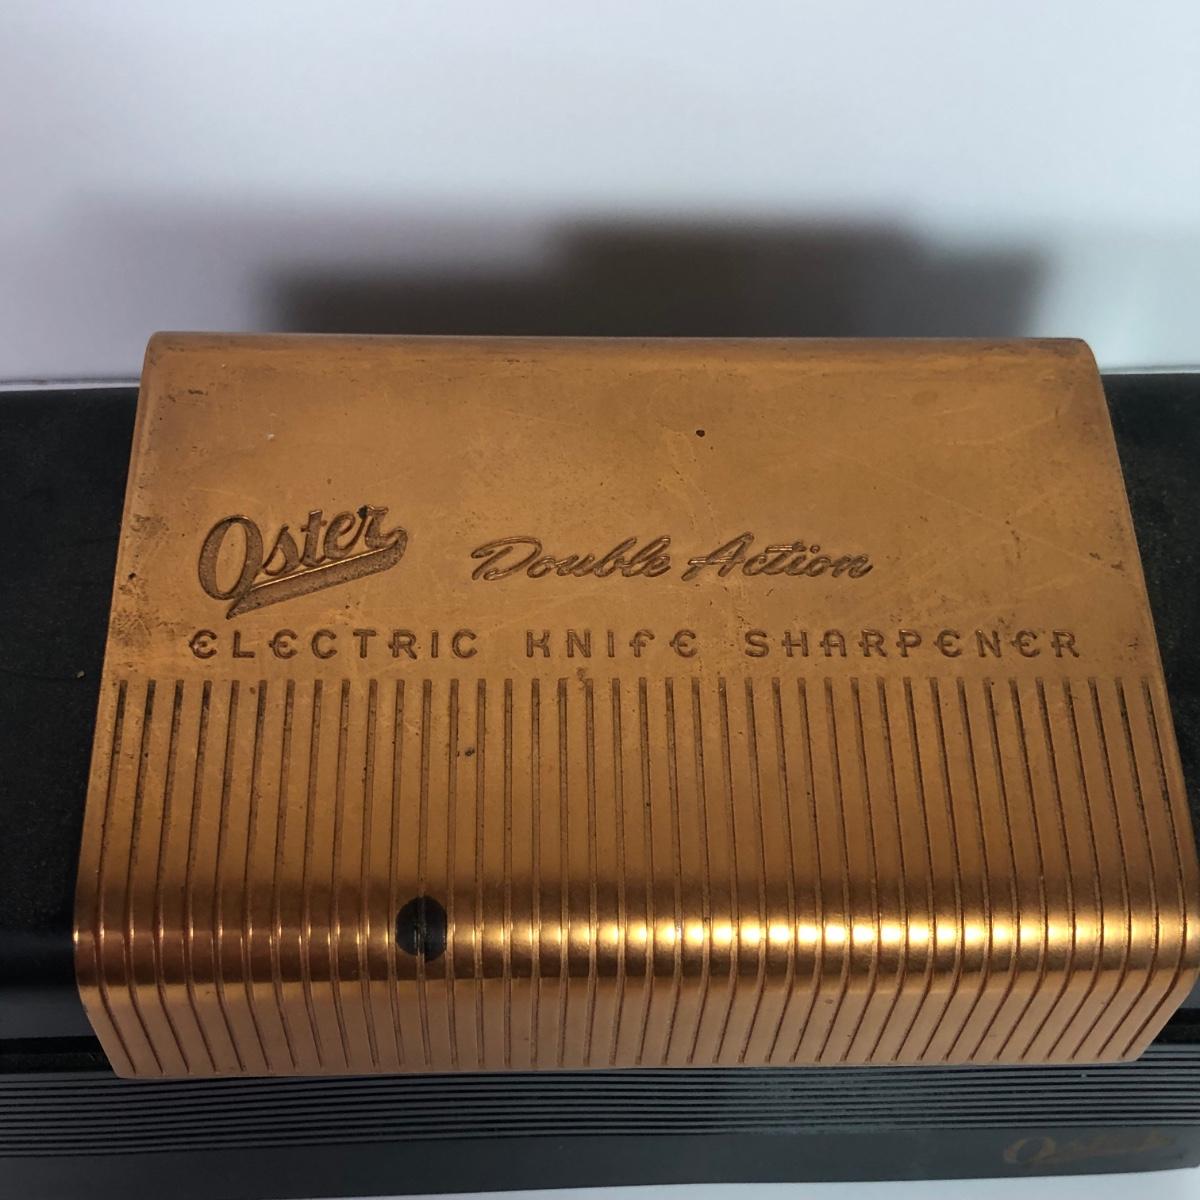 Oster Double Action
ELECTRIC KNIFE SHARPENER
Oster